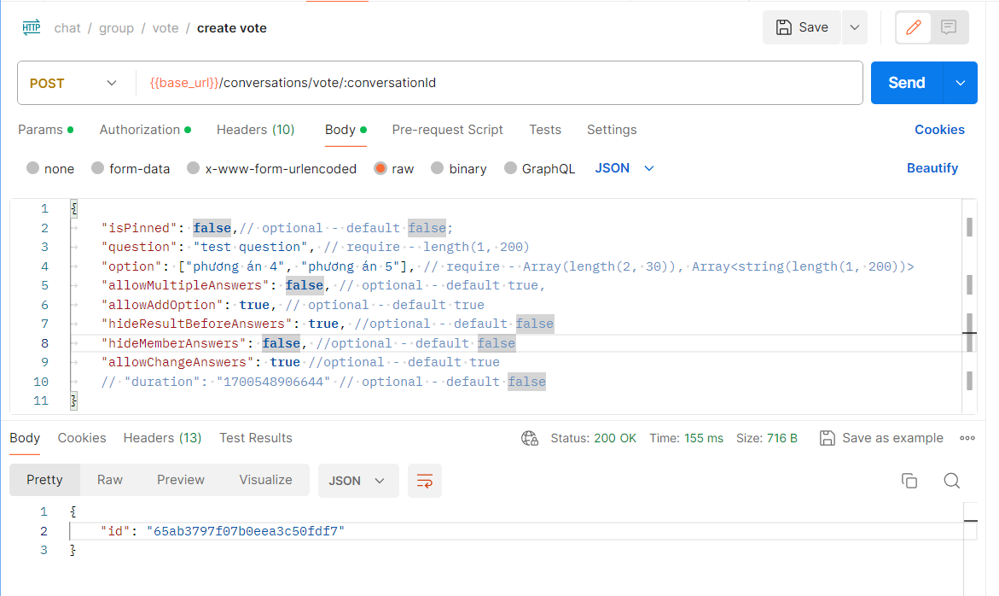 HTTP chat / group / vote / create vote Save
POST {{base_url}}/conversations/vote/:conversationId Send
Params Authorization Headers (10) Body Pre-request Script Tests Settings Cookies
none form-data x-www-form-urlencoded raw binary GraphQL JSON Beautify
1 {
2 "isPinned": false,// optional - default false;
3 "question": "test question", // require - length(1, 200)
4 "option": ["phương án 4", "phương án 5"], // require - Array(length(2, 30)), Array<string(length(1, 200))>
5 "allowMultipleAnswers": false, // optional - default true,
6 "allowAddOption": true, // optional - default true
7 "hideResultBeforeAnswers": true, //optional - default false
8 "hideMemberAnswers": false, //optional - default false
9 "allowChangeAnswers": true //optional - default true
10 // "duration": "1700548906644" // optional - default false
11 }
Body Cookies Headers (13) Test Results Status: 200 OK Time: 155 ms Size: 716 B Save as example
Pretty Raw Preview Visualize JSON
1 {
2 "id": "65ab3797f07b0eea3c50fdf7"
3 }